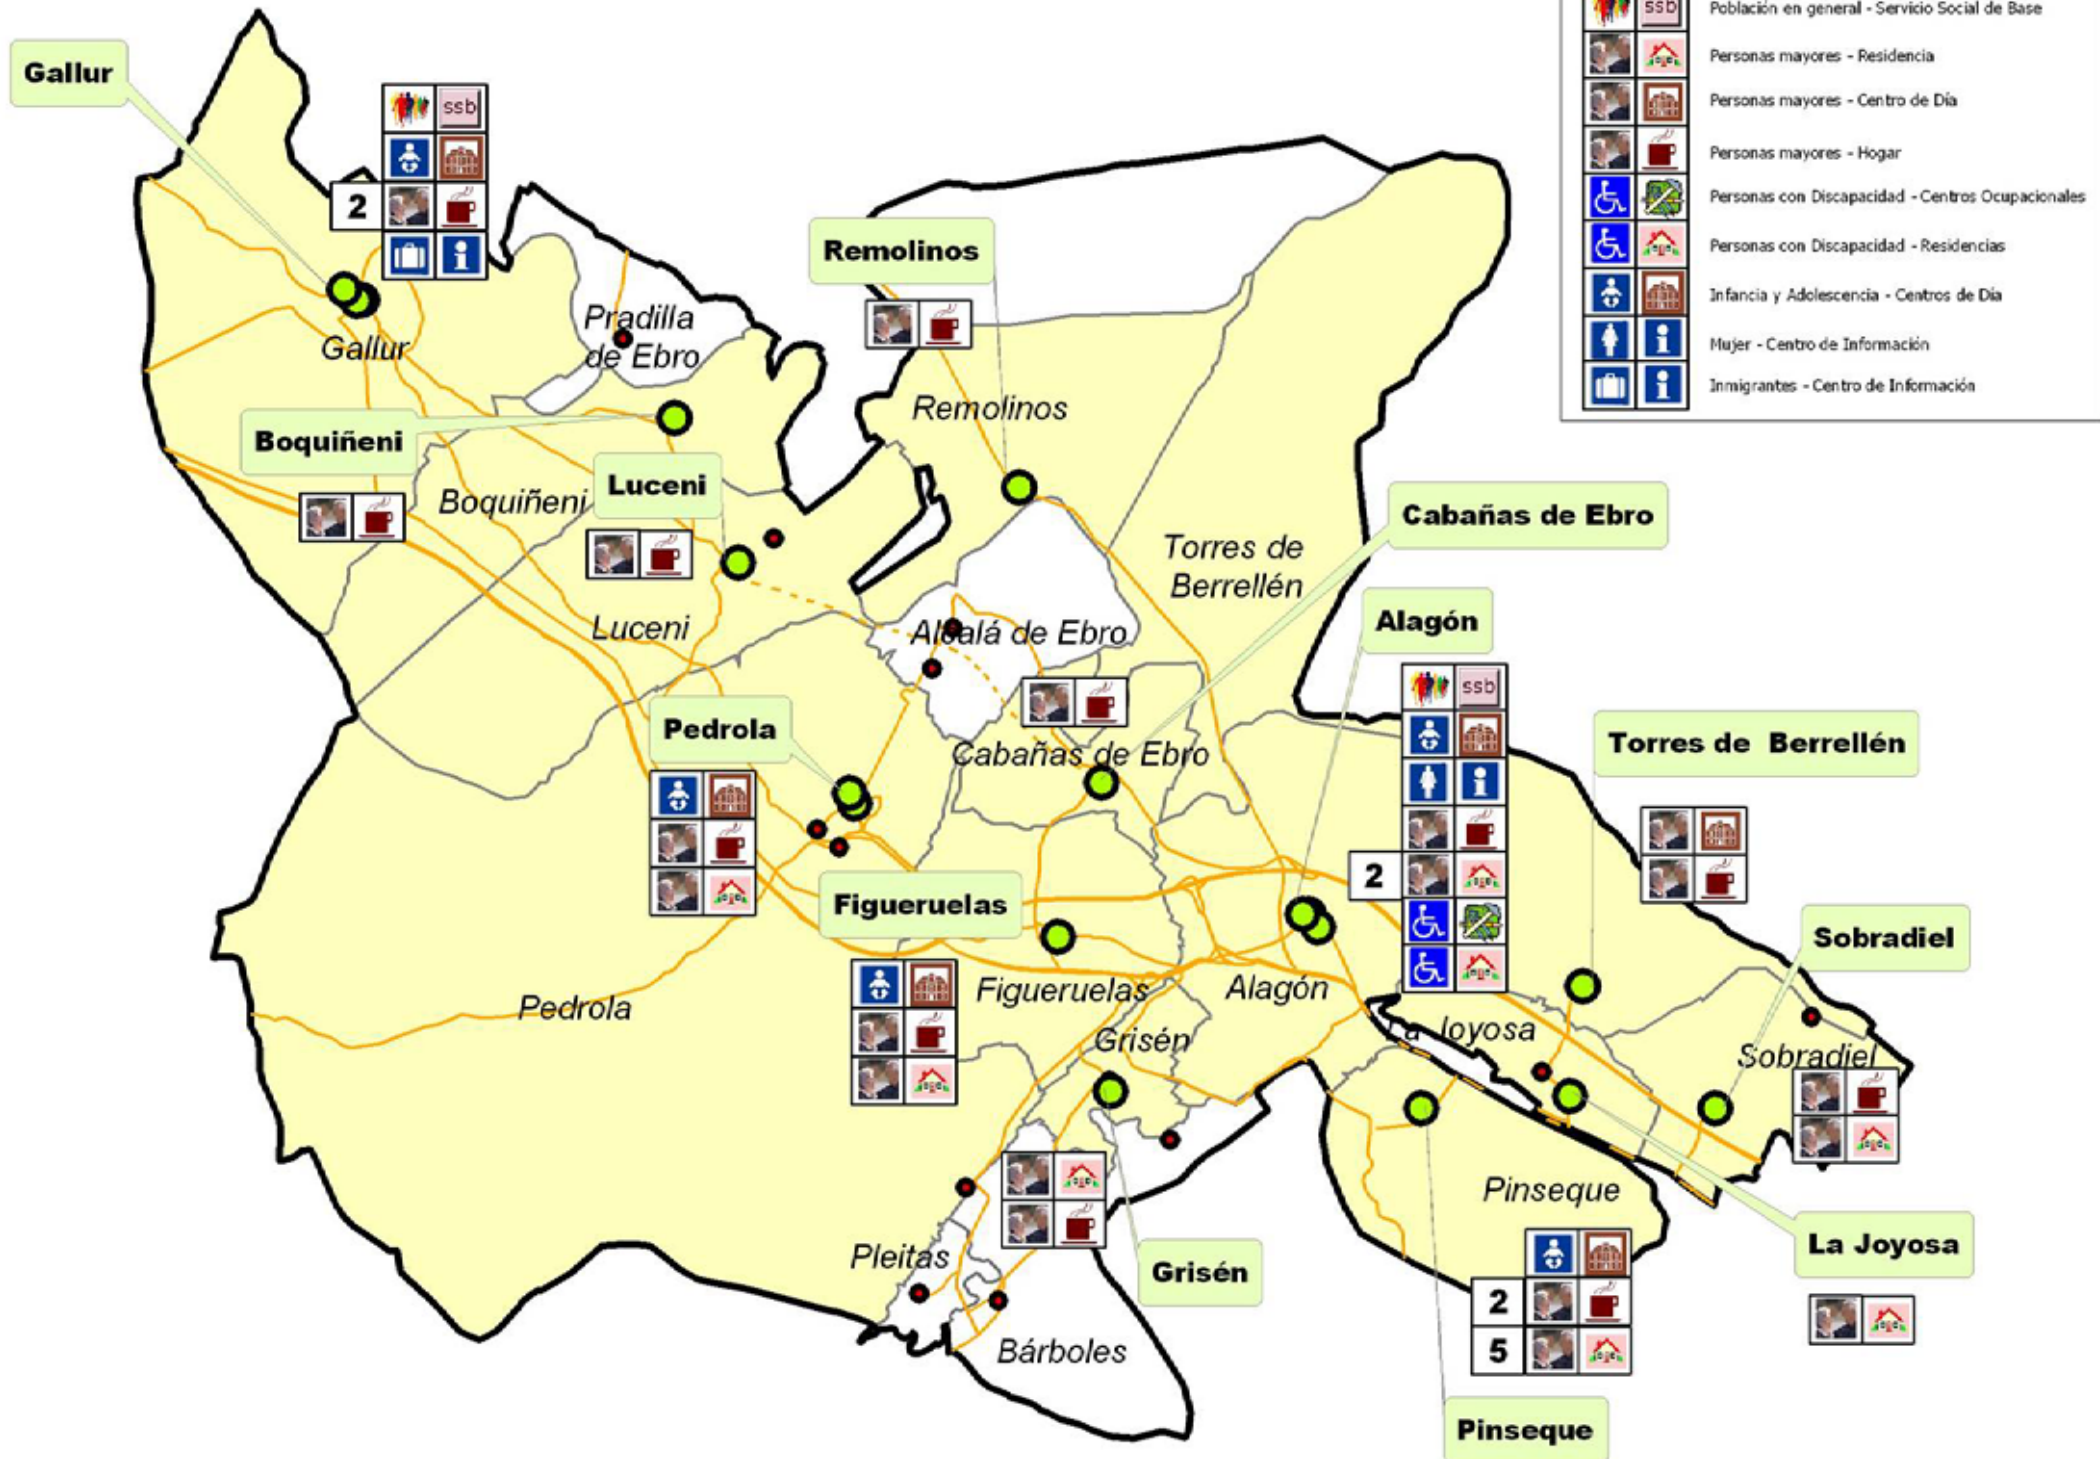 Población en general - Servicio Social de Base
ssb
Personas mayores - Residencia
Personas mayores - Centro de Día
Personas mayores - Hogar
Personas con Discapacidad - Centros Ocupacionales
Personas con Discapacidad - Residencias
Infancia y Adolescencia - Centros de Día
Mujer - Centro de Información
Inmigrantes - Centro de Información
Gallur
ssb
2
Gallur
Pradilla
de Ebro
Remolinos
Remolinos
Boquiñeni
Boquiñeni
Luceni
Luceni
Cabañas de Ebro
Torres de
Berrellén
Alagón
Alcalá de Ebro
ssb
Pedrola
Cabañas de Ebro
Torres de Berrellén
2
Figueruelas
Sobradiel
Pedrola
Figueruelas
Alagón
Grisén
La Joyosa
Sobradiel
Pinseque
Pleitas
Grisén
La Joyosa
Bárboles
2
5
Pinseque